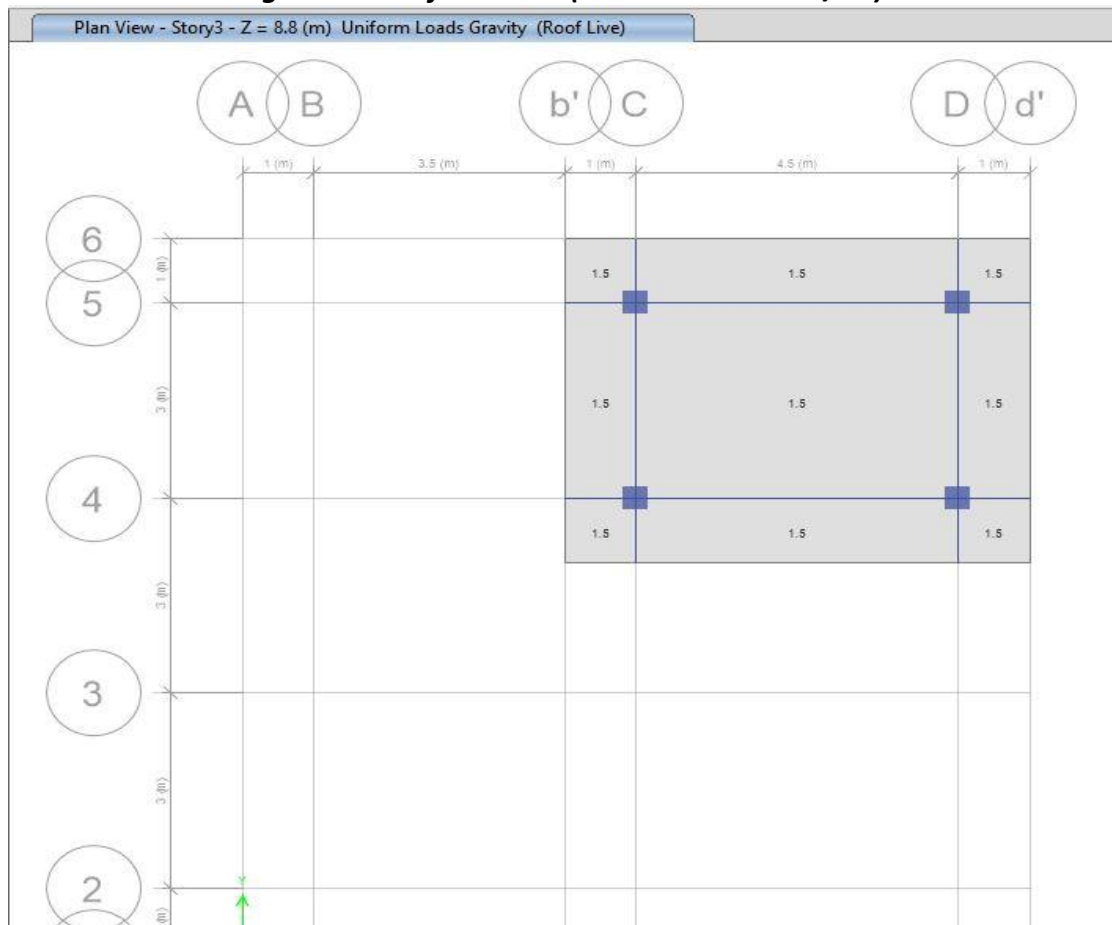 Plan View - Story3 - Z = 8.8 (m) Uniform Loads Gravity (Roof Live)
A B b' C D d'
1 (m) 3.5 (m) 1 (m) 4.5 (m) 1 (m)
6
1 (m)
1.5 1.5 1.5
5
3 (m)
1.5 1.5 1.5
4
1.5 1.5 1.5
3 (m)
3
3 (m)
2
Y
(m)